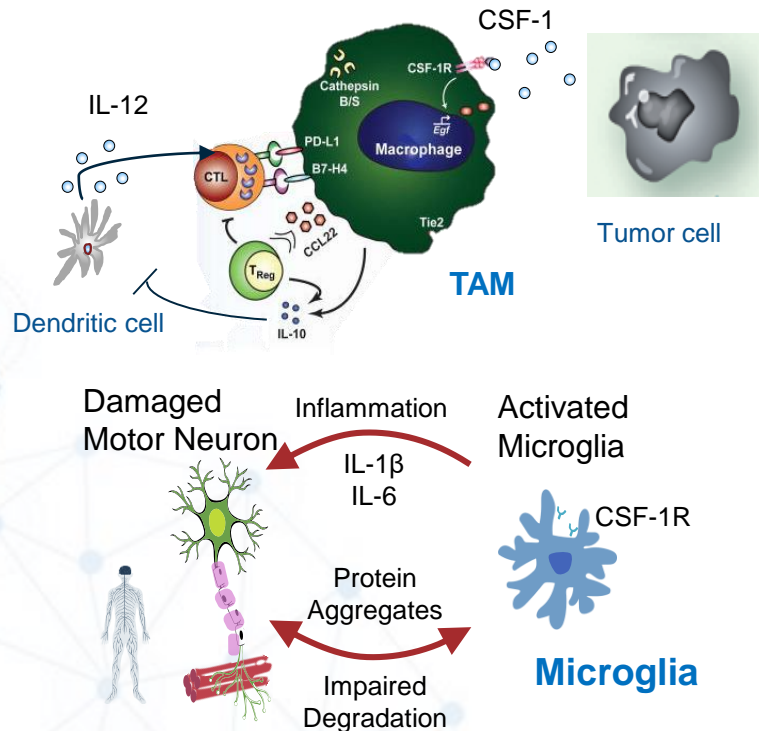 CSF-1
IL-12
CSF-1R
Cathepsin
B/S
Egf
Macrophage
PD-L1
B7-H4
CTL
CCL22
Tie2
TReg
IL-10
Tumor cell
TAM
Dendritic cell
Damaged
Motor Neuron
Inflammation
IL-1β
IL-6
Activated
Microglia
CSF-1R
Protein
Aggregates
Impaired
Degradation
Microglia